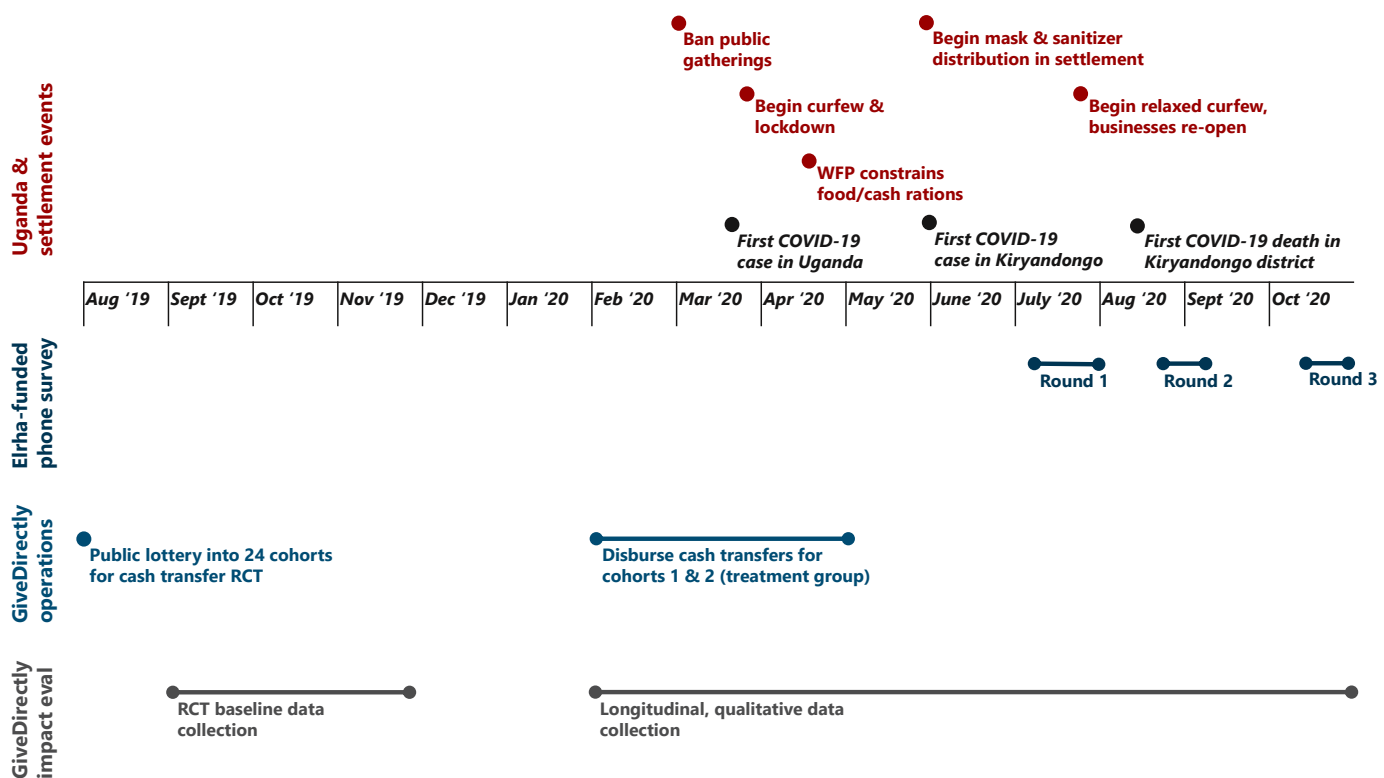 Uganda &
settlement events
Ban public
gatherings
Begin mask & sanitizer
distribution in settlement
Begin curfew &
lockdown
Begin relaxed curfew,
businesses re-open
WFP constrains
food/cash rations
First COVID-19
case in Uganda
First COVID-19
case in Kiryandongo
First COVID-19 death in
Kiryandongo district
Aug ‘19 Sept ‘19 Oct ‘19 Nov ‘19 Dec ‘19 Jan ‘20 Feb ‘20 Mar ‘20 Apr ‘20 May ‘20 June ‘20 July ‘20 Aug ‘20 Sept ‘20 Oct ‘20
Elrha-funded
phone survey
Round 1 Round 2 Round 3
GiveDirectly
operations
Public lottery into 24 cohorts
for cash transfer RCT
Disburse cash transfers for
cohorts 1 & 2 (treatment group)
GiveDirectly
impact eval
RCT baseline data
collection
Longitudinal, qualitative data
collection